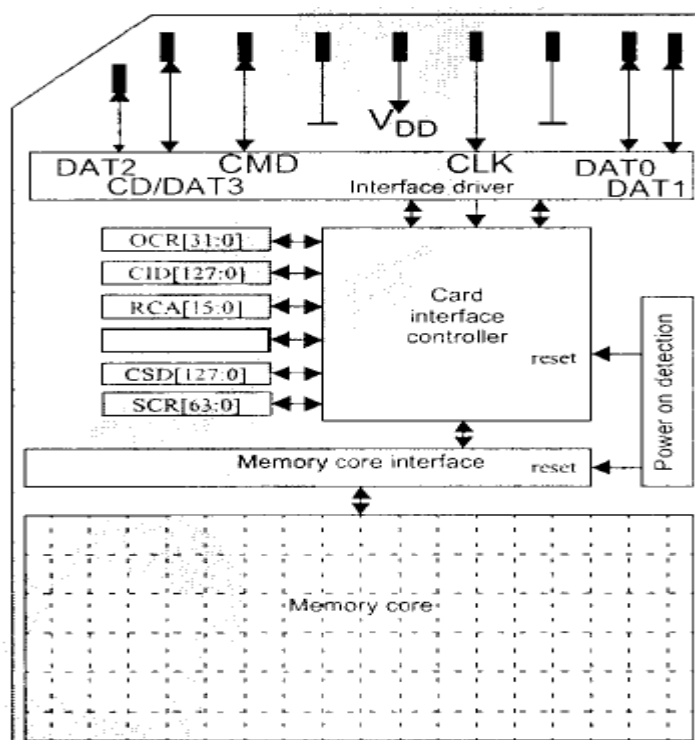 V_DD
DAT2 CMD CLK DAT0
CD/DAT3 Interface driver DAT1
OCR[31:0]
CID[127:0]
RCA[15:0]
CSD[127:0]
SCR[63:0]
Card
interface
controller
reset
Power on detection
Memory core interface reset
Memory core